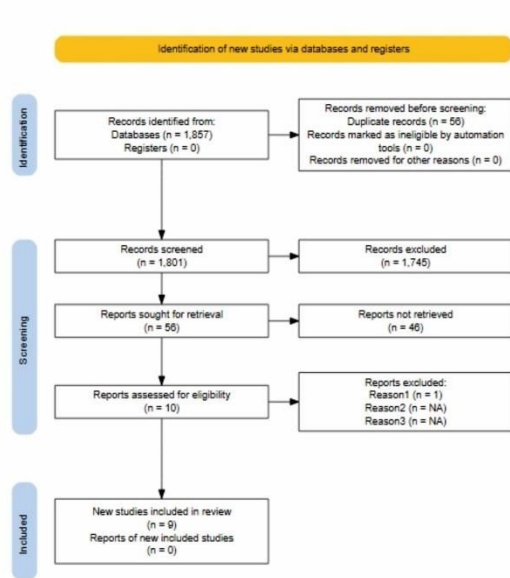 Identification of new studies via databases and registers
Identification
Records identified from:
Databases (n = 1,857)
Registers (n = 0)
Records removed before screening:
Duplicate records (n = 56)
Records marked as ineligible by automation
tools (n = 0)
Records removed for other reasons (n = 0)
Screening
Records screened
(n = 1,801)
Records excluded
(n = 1,745)
Reports sought for retrieval
(n = 56)
Reports not retrieved
(n = 46)
Reports assessed for eligibility
(n = 10)
Reports excluded:
Reason1 (n = 1)
Reason2 (n = NA)
Reason3 (n = NA)
Included
New studies included in review
(n = 9)
Reports of new included studies
(n = 0)